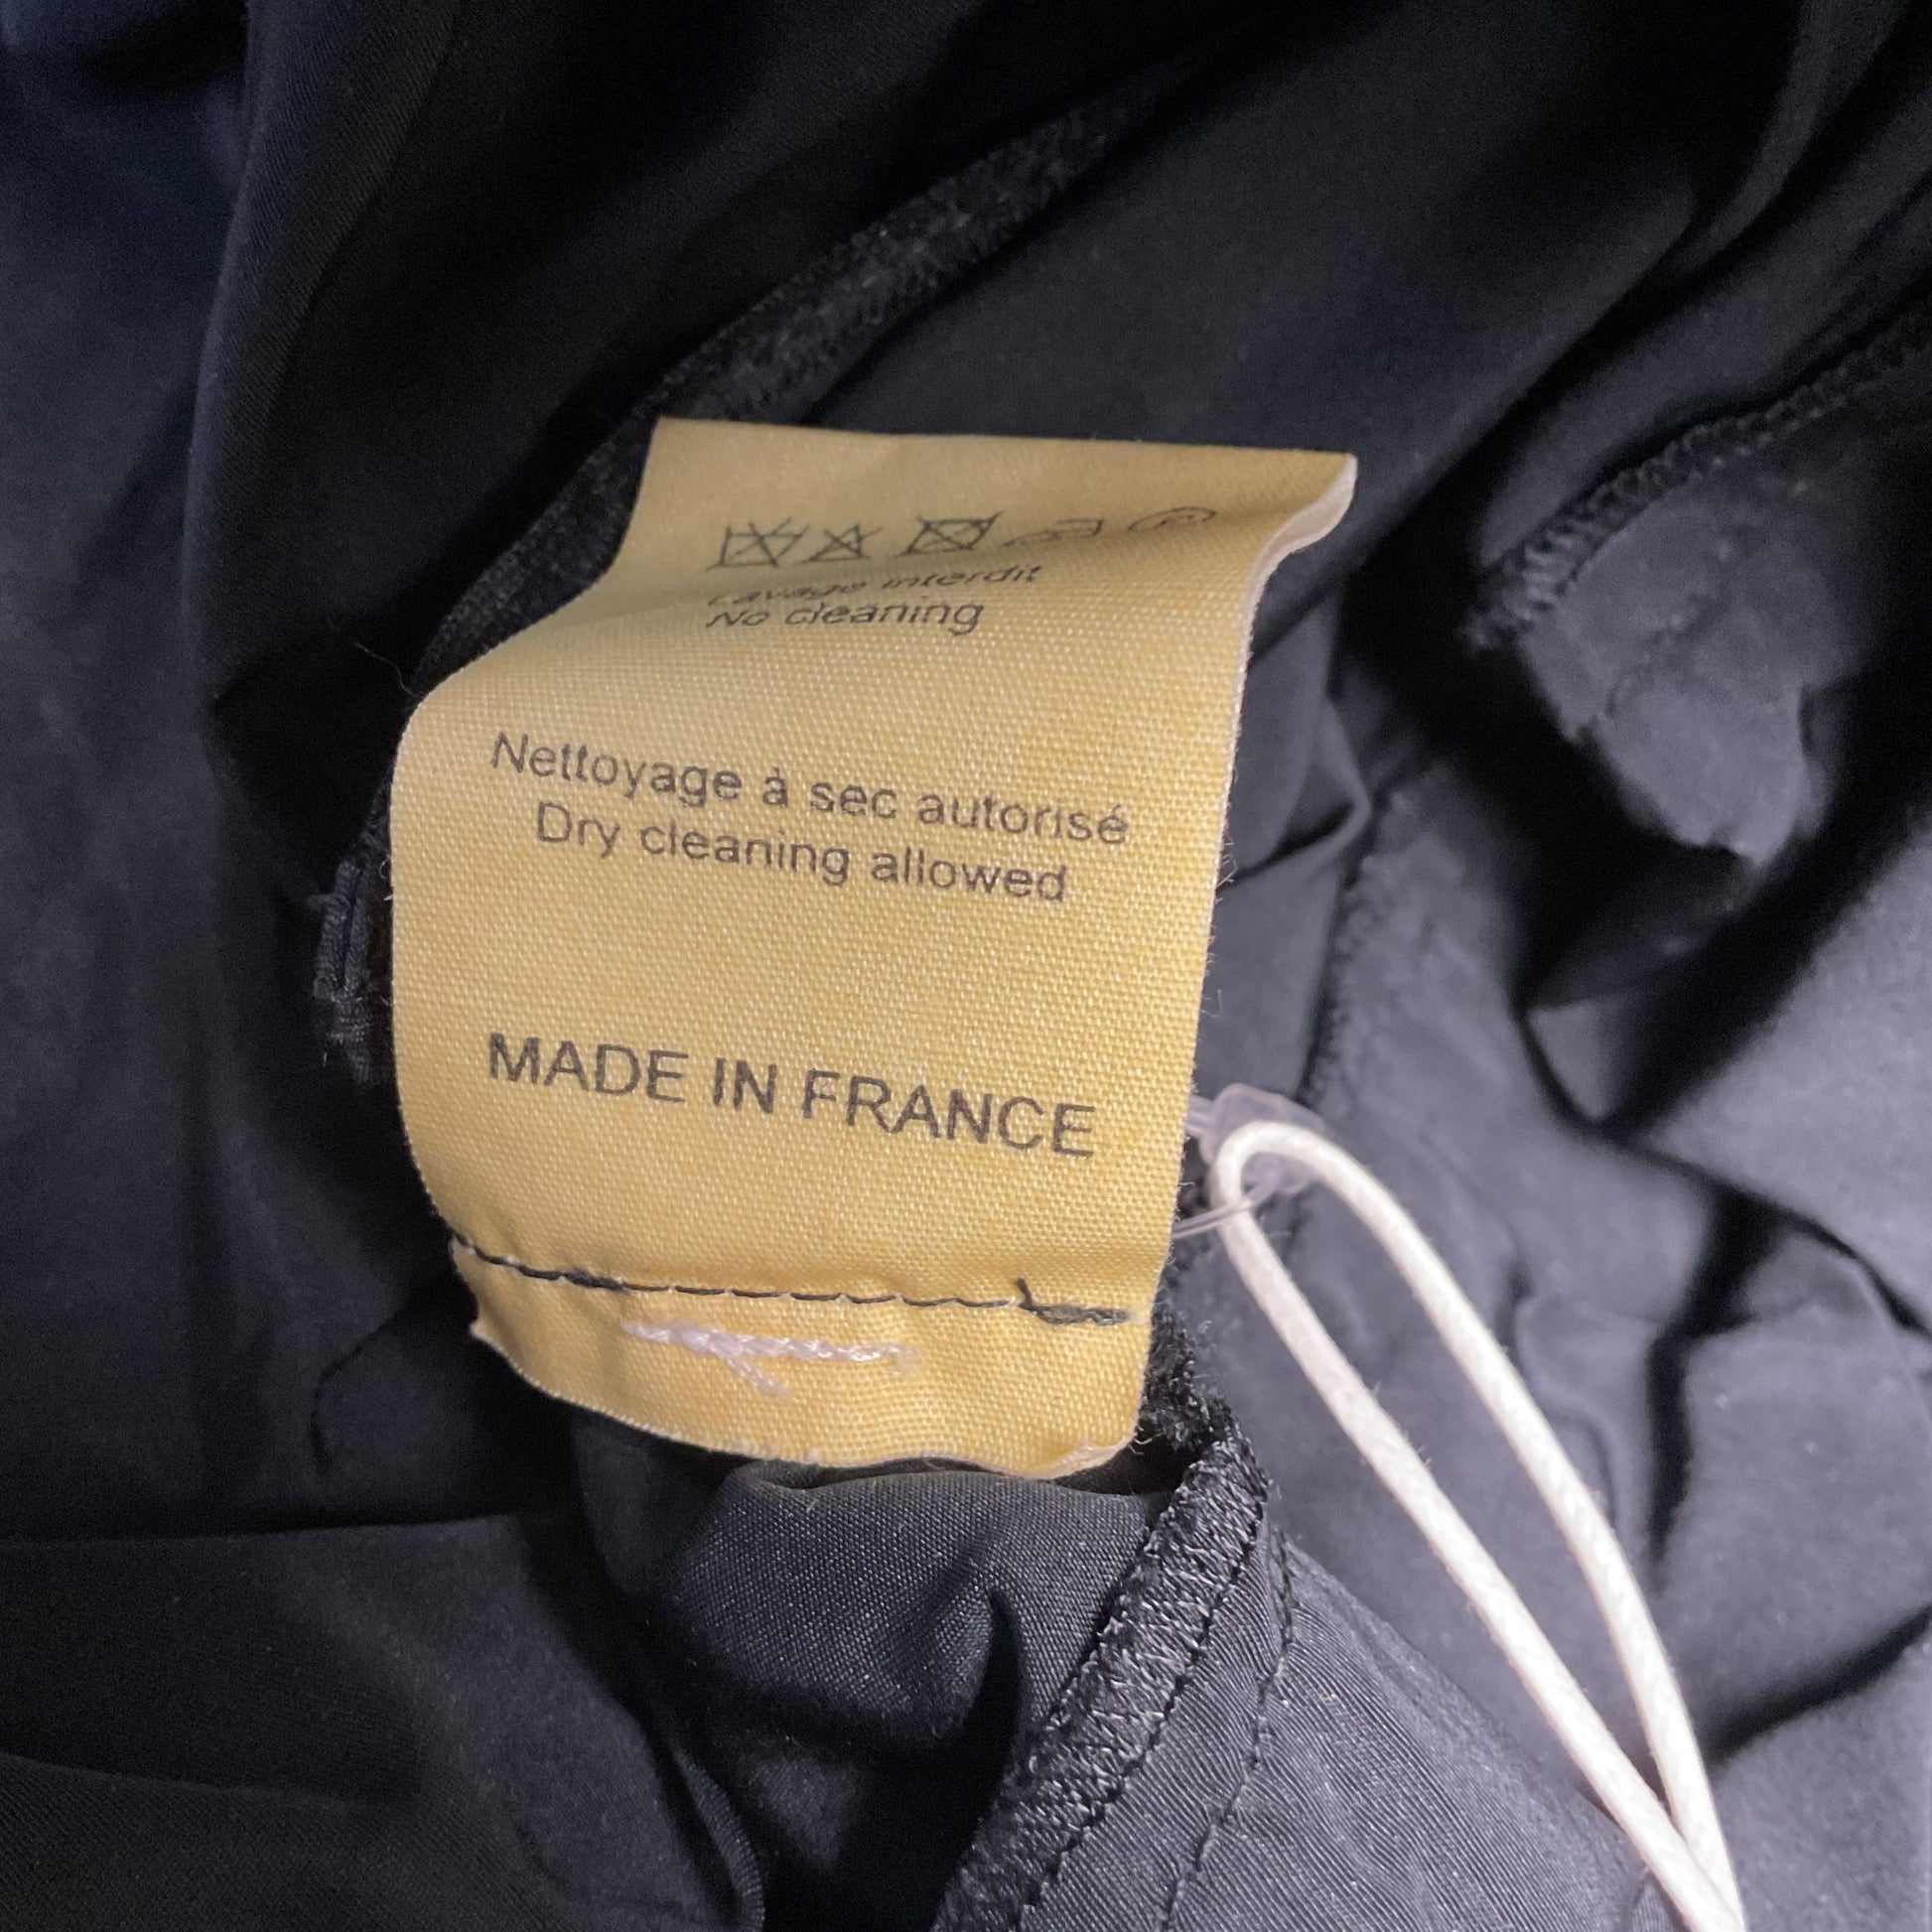 Lavage interdit
No cleaning
Nettoyage à sec autorisé
Dry cleaning allowed
MADE IN FRANCE